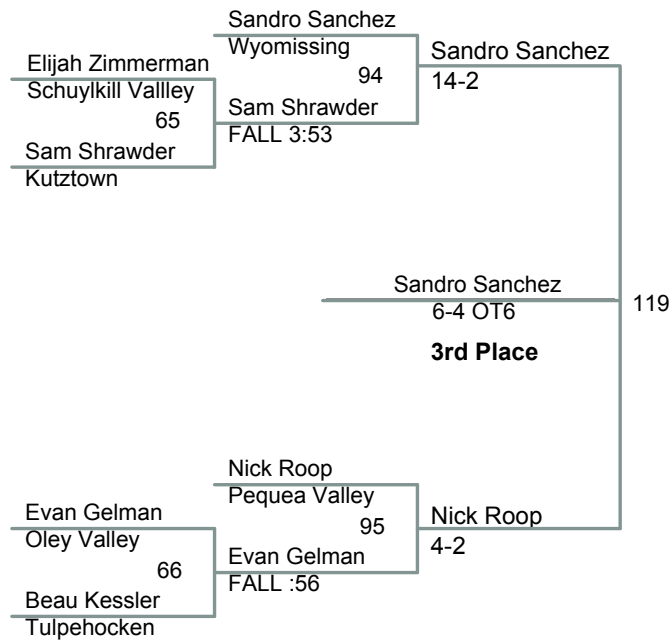 Sandro Sanchez
Wyomissing
Elijah Zimmerman
Schuylkill Vallley
94
Sandro Sanchez
14-2
65
Sam Shrawder
FALL 3:53
Sam Shrawder
Kutztown
Sandro Sanchez
6-4 OT6
119
3rd Place
Nick Roop
Pequea Valley
Evan Gelman
Oley Valley
95
Nick Roop
4-2
66
Evan Gelman
FALL :56
Beau Kessler
Tulpehocken